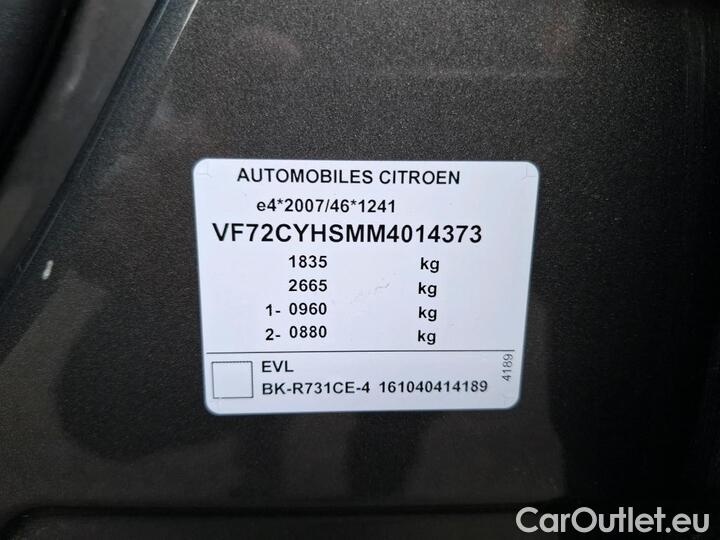 AUTOMOBILES CITROEN
e4*2007/46*1241
VF72CYHSMM4014373
1835 kg
2665 kg
1- 0960 kg
2- 0880 kg
EVL
BK-R731CE-4 161040414189
4189
CarOutlet.eu